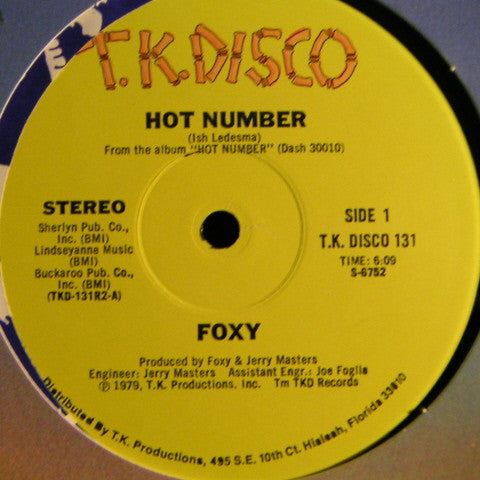 T.K. DISCO
HOT NUMBER
(Ish Ledesma)
From the album "HOT NUMBER" (Dash 30010)
STEREO
Sherlyn Pub. Co.,
Inc. (BMI)
Lindseyanne Music
(BMI)
Buckaroo Pub. Co.,
Inc. (BMI)
(TKD-131R2-A)
SIDE 1
T.K. DISCO 131
TIME: 6:09
S-6752
FOXY
Produced by Foxy & Jerry Masters
Engineer: Jerry Masters Assistant Engr.: Joe Foglia
℗ 1979, T.K. Productions, Inc. Tm TKD Records
Distributed By T.K. Productions, 495 S.E. 10th Ct. Hialeah, Florida 33010